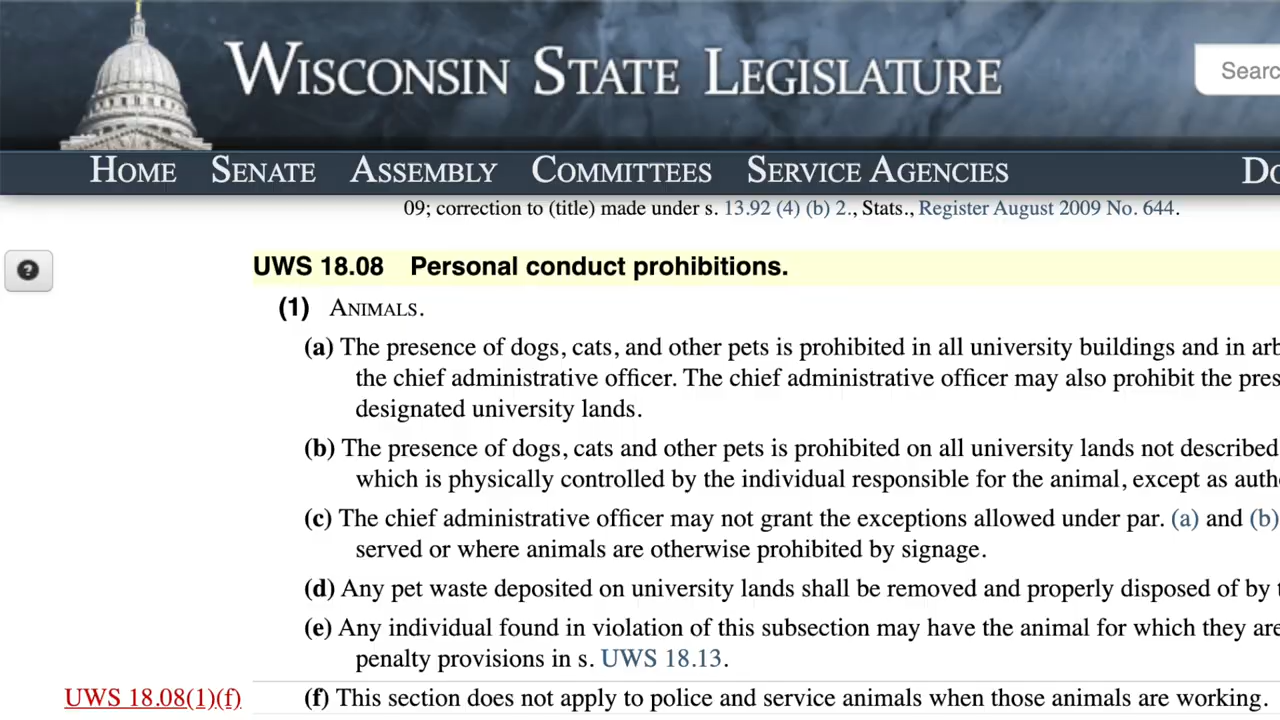 WISCONSIN STATE LEGISLATURE
Searc
HOME SENATE ASSEMBLY COMMITTEES SERVICE AGENCIES Do
09; correction to (title) made under s. 13.92 (4) (b) 2., Stats., Register August 2009 No. 644.
?
UWS 18.08 Personal conduct prohibitions.
(1) ANIMALS.
(a) The presence of dogs, cats, and other pets is prohibited in all university buildings and in arb
the chief administrative officer. The chief administrative officer may also prohibit the pres
designated university lands.
(b) The presence of dogs, cats and other pets is prohibited on all university lands not described
which is physically controlled by the individual responsible for the animal, except as auth
(c) The chief administrative officer may not grant the exceptions allowed under par. (a) and (b)
served or where animals are otherwise prohibited by signage.
(d) Any pet waste deposited on university lands shall be removed and properly disposed of by t
(e) Any individual found in violation of this subsection may have the animal for which they are
penalty provisions in s. UWS 18.13.
UWS 18.08(1)(f) (f) This section does not apply to police and service animals when those animals are working.